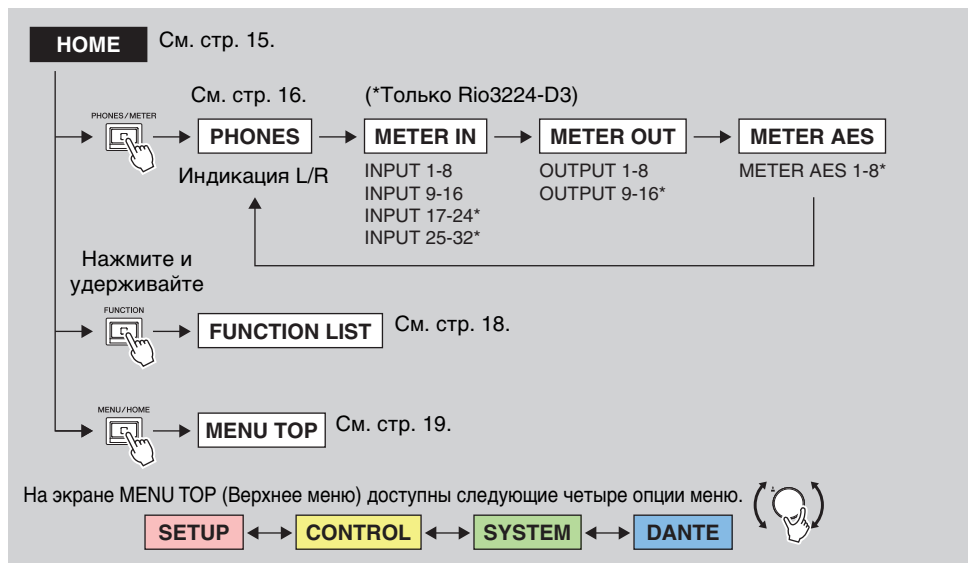 HOME См. стр. 15.
См. стр. 16. (*Только Rio3224-D3)
PHONES/METER
PHONES METER IN METER OUT METER AES
Индикация L/R
INPUT 1-8
INPUT 9-16
INPUT 17-24*
INPUT 25-32*
OUTPUT 1-8
OUTPUT 9-16*
METER AES 1-8*
Нажмите и
удерживайте
FUNCTION
FUNCTION LIST См. стр. 18.
MENU/HOME
MENU TOP См. стр. 19.
На экране MENU TOP (Верхнее меню) доступны следующие четыре опции меню.
SETUP CONTROL SYSTEM DANTE